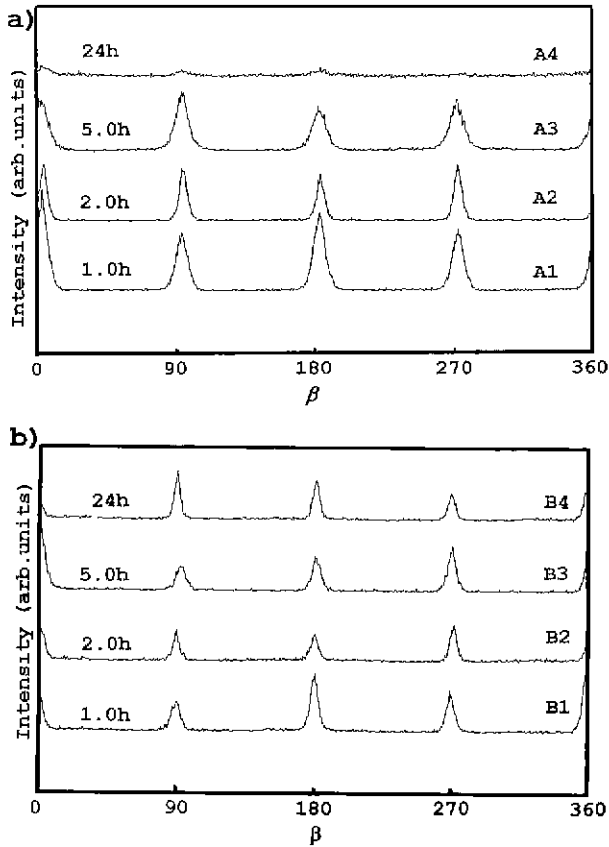 a)
24h A4
5.0h A3
2.0h A2
1.0h A1
Intensity (arb.units)
0 90 180 270 360
β
b)
24h B4
5.0h B3
2.0h B2
1.0h B1
Intensity (arb.units)
0 90 180 270 360
β